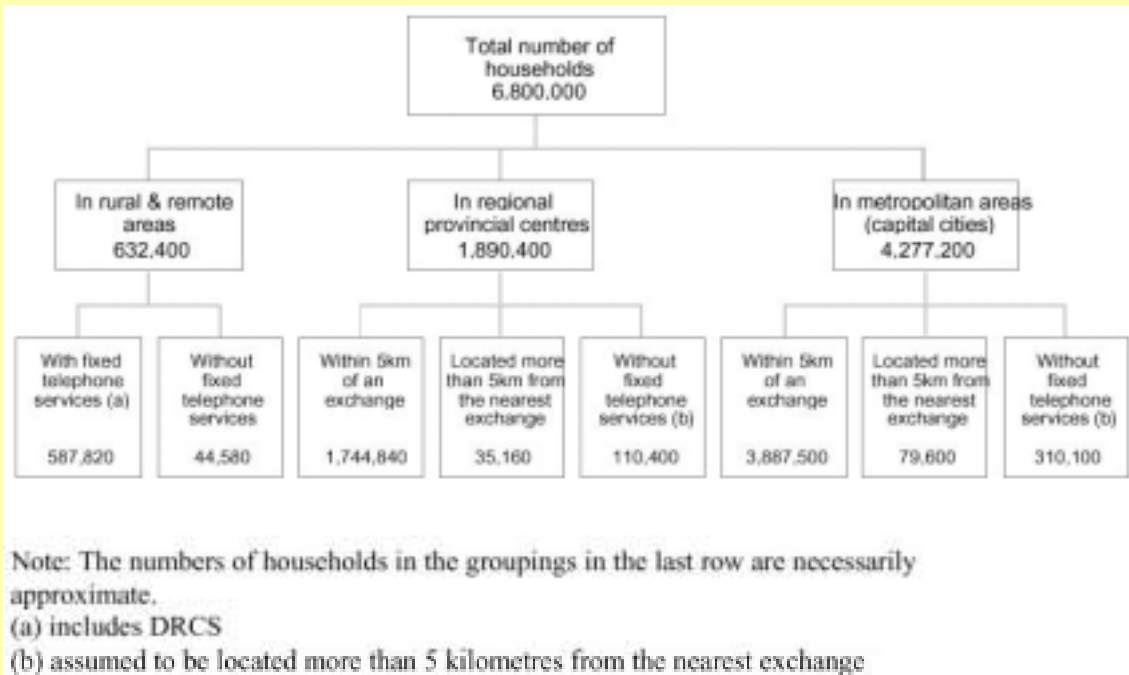 Total number of
households
6,800,000
In rural & remote
areas
632,400
In regional
provincial centres
1,890,400
In metropolitan areas
(capital cities)
4,277,200
With fixed
telephone
services (a)
587,820
Without
fixed
telephone
services
44,580
Within 5km
of an
exchange
1,744,840
Located more
than 5km from
the nearest
exchange
35,160
Without
fixed
telephone
services (b)
110,400
Within 5km
of an
exchange
3,887,500
Located more
than 5km from
the nearest
exchange
79,600
Without
fixed
telephone
services (b)
310,100
Note: The numbers of households in the groupings in the last row are necessarily
approximate.
(a) includes DRCS
(b) assumed to be located more than 5 kilometres from the nearest exchange